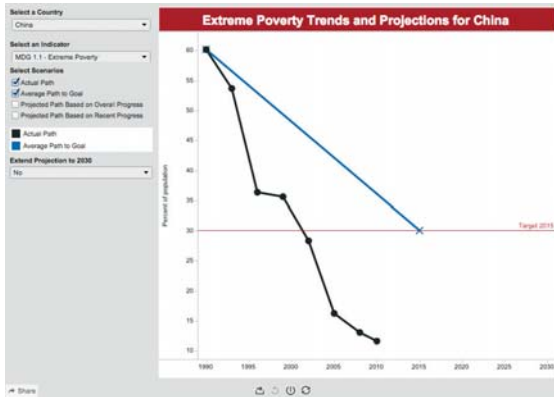 Select a Country
China
Select an Indicator
MDG 1.1 - Extreme Poverty
Select Scenarios
Actual Path
Average Path to Goal
Projected Path Based on Overall Progress
Projected Path Based on Recent Progress
Actual Path
Average Path to Goal
Extend Projection to 2030
No
Share
Extreme Poverty Trends and Projections for China
Percent of population
60
55
50
45
40
35
30
25
20
15
10
Target 2015
1990 1995 2000 2005 2010 2015 2020 2025 2030